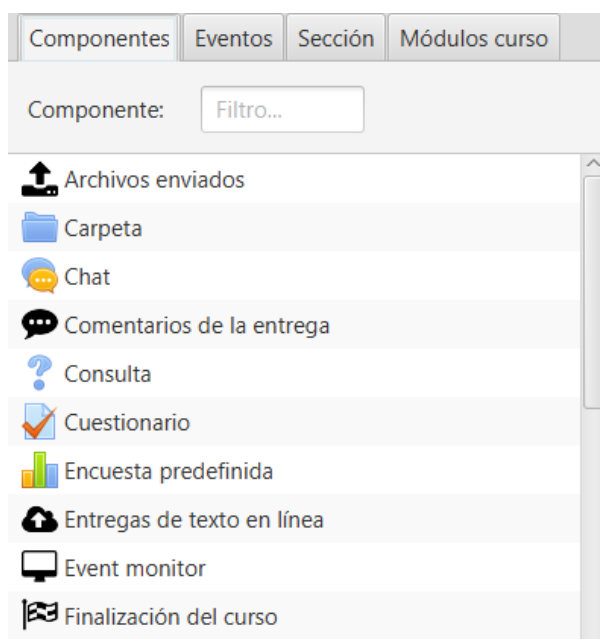 Componentes Eventos Sección Módulos curso
Componente: Filtro...
Archivos enviados
Carpeta
Chat
Comentarios de la entrega
Consulta
Cuestionario
Encuesta predefinida
Entregas de texto en línea
Event monitor
Finalización del curso